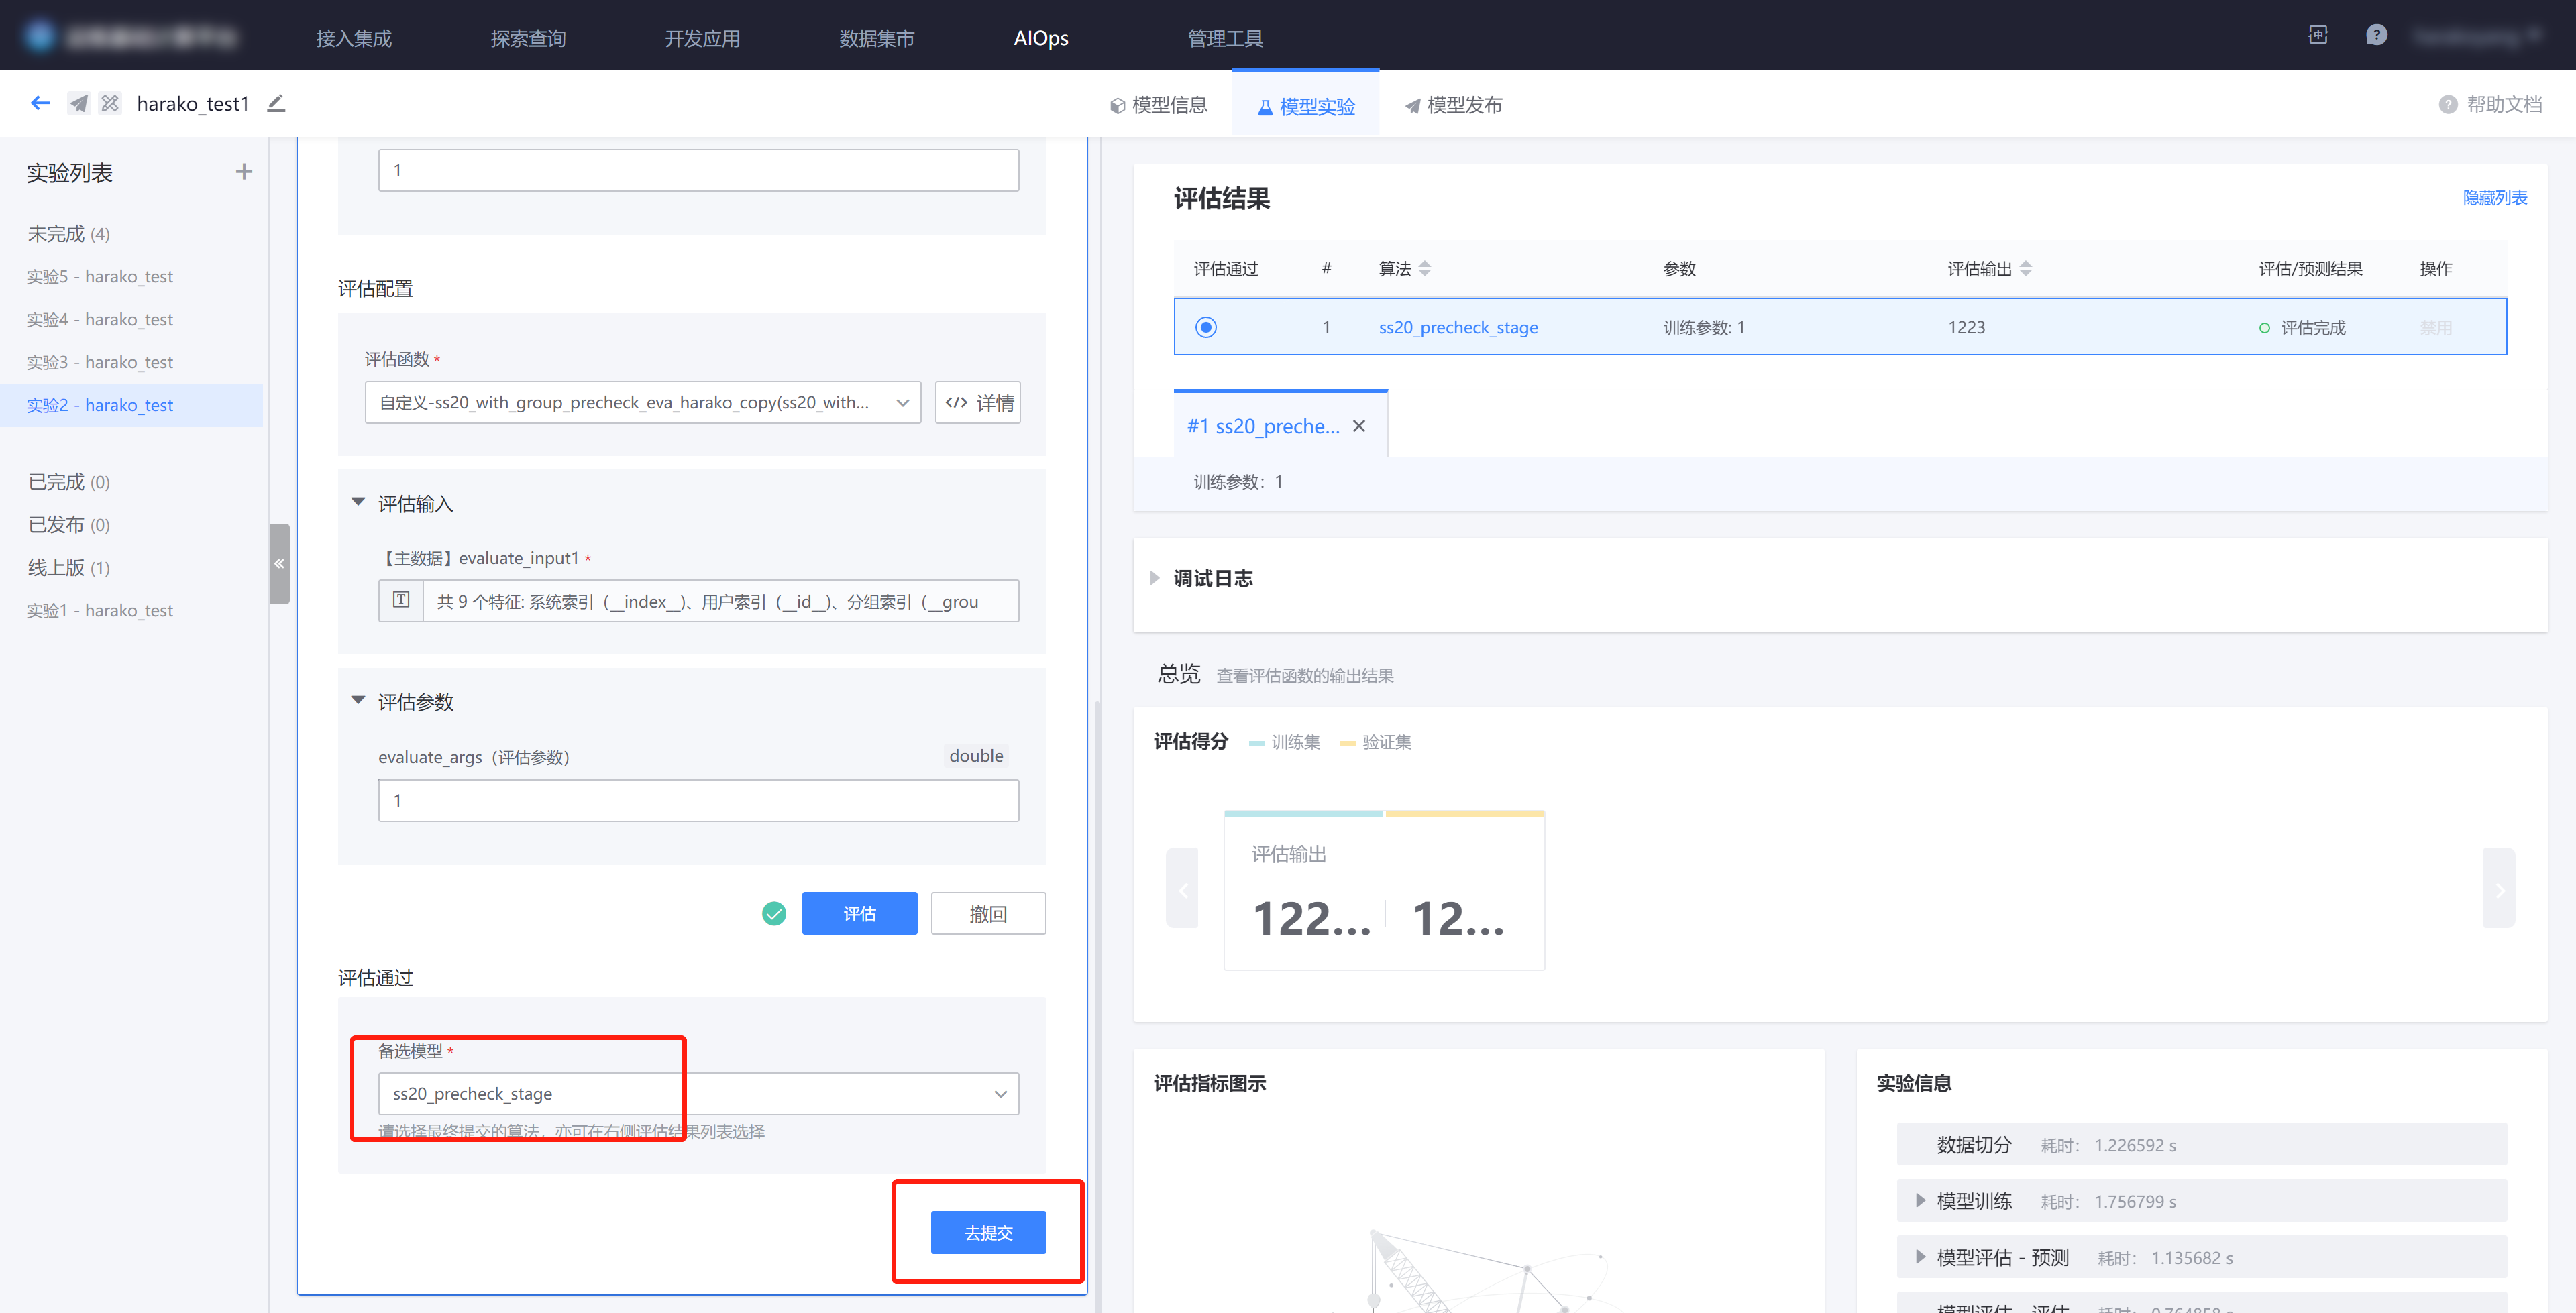 接入集成
探索查询
开发应用
数据集市
AIOps
管理工具
harako_test1
模型信息
模型实验
模型发布
帮助文档
实验列表
未完成 (4)
实验5 - harako_test
实验4 - harako_test
实验3 - harako_test
实验2 - harako_test
已完成 (0)
已发布 (0)
线上版 (1)
实验1 - harako_test
1
评估配置
评估函数 *
自定义-ss20_with_group_precheck_eva_harako_copy(ss20_with...
</> 详情
评估输入
【主数据】evaluate_input1 *
共 9 个特征: 系统索引（__index__）、用户索引（__id__）、分组索引（__grou
评估参数
evaluate_args（评估参数）
double
1
评估
撤回
评估通过
备选模型 *
ss20_precheck_stage
请选择最终提交的算法，亦可在右侧评估结果列表选择
去提交
评估结果
隐藏列表
评估通过 # 算法 参数 评估输出 评估/预测结果 操作
1 ss20_precheck_stage 训练参数: 1 1223 评估完成 禁用
#1 ss20_preche...
训练参数： 1
调试日志
总览 查看评估函数的输出结果
评估得分 训练集 验证集
评估输出
122... 12...
评估指标图示
实验信息
数据切分 耗时： 1.226592 s
模型训练 耗时： 1.756799 s
模型评估 - 预测 耗时： 1.135682 s
模型评估 - 评估 耗时： 0.764858 s